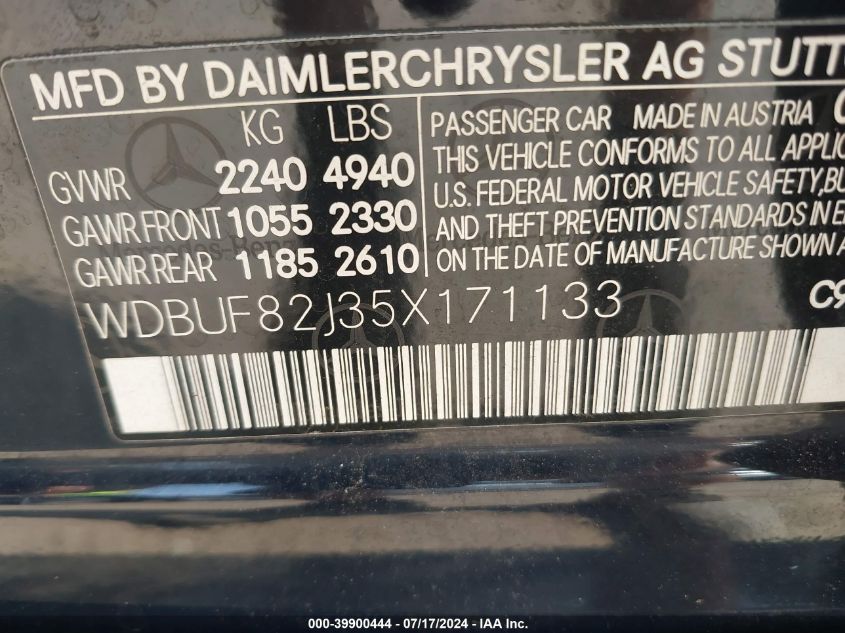 MFD BY DAIMLERCHRYSLER AG
KG LBS
GVWR 2240 4940
GAWR FRONT 1055 2330
GAWR REAR 1185 2610
PASSENGER CAR MADE IN AUSTRIA
THIS VEHICLE CONFORMS TO ALL
U.S. FEDERAL MOTOR VEHICLE SAFETY,
AND THEFT PREVENTION STANDARDS IN
ON THE DATE OF MANUFACTURE SHOWN
WDBUF82J35X171133
Mercedes-Benz
000-39900444 - 07/17/2024 - IAA Inc.